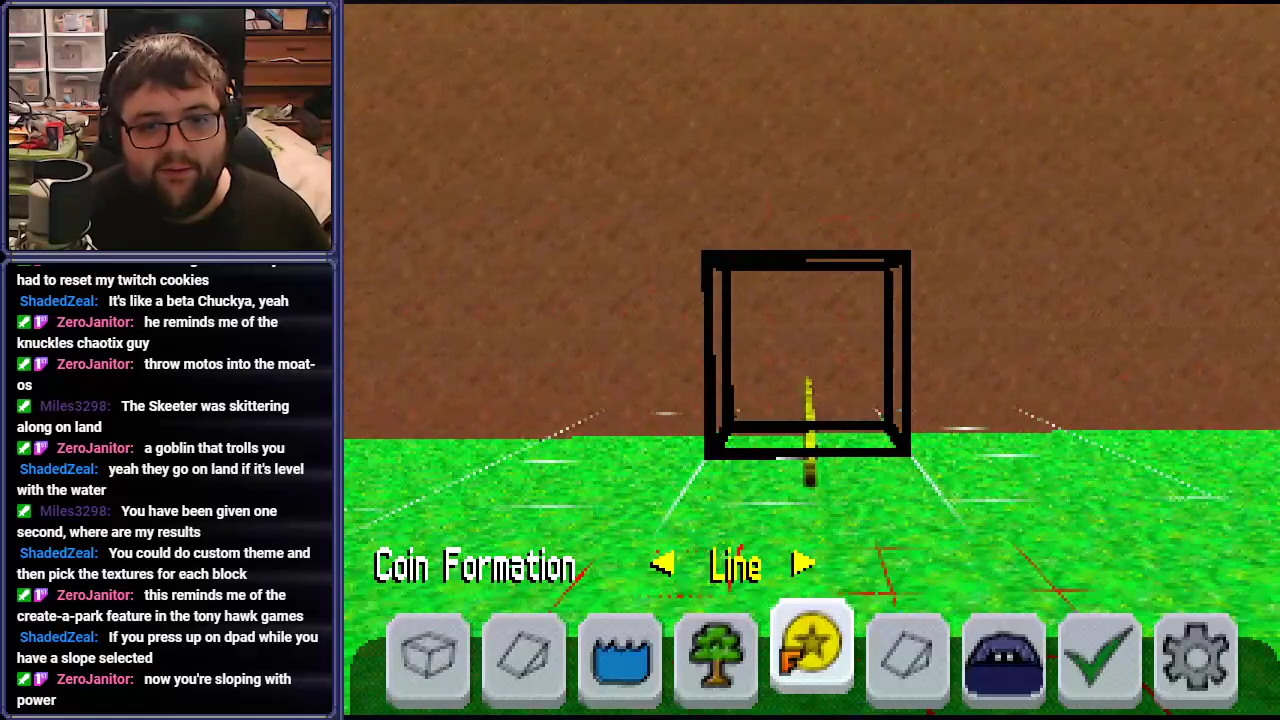 had to reset my twitch cookies
ShadedZeal: It's like a beta Chuckya, yeah
ZeroJanitor: he reminds me of the
knuckles chaotix guy
ZeroJanitor: throw motos into the moat-
os
Miles3298: The Skeeter was skittering
along on land
ZeroJanitor: a goblin that trolls you
ShadedZeal: yeah they go on land if it's level
with the water
Miles3298: You have been given one
second, where are my results
ShadedZeal: You could do custom theme and
then pick the textures for each block
ZeroJanitor: this reminds me of the
create-a-park feature in the tony hawk games
ShadedZeal: If you press up on dpad while you
have a slope selected
ZeroJanitor: now you're sloping with
power
Coin Formation Line
F